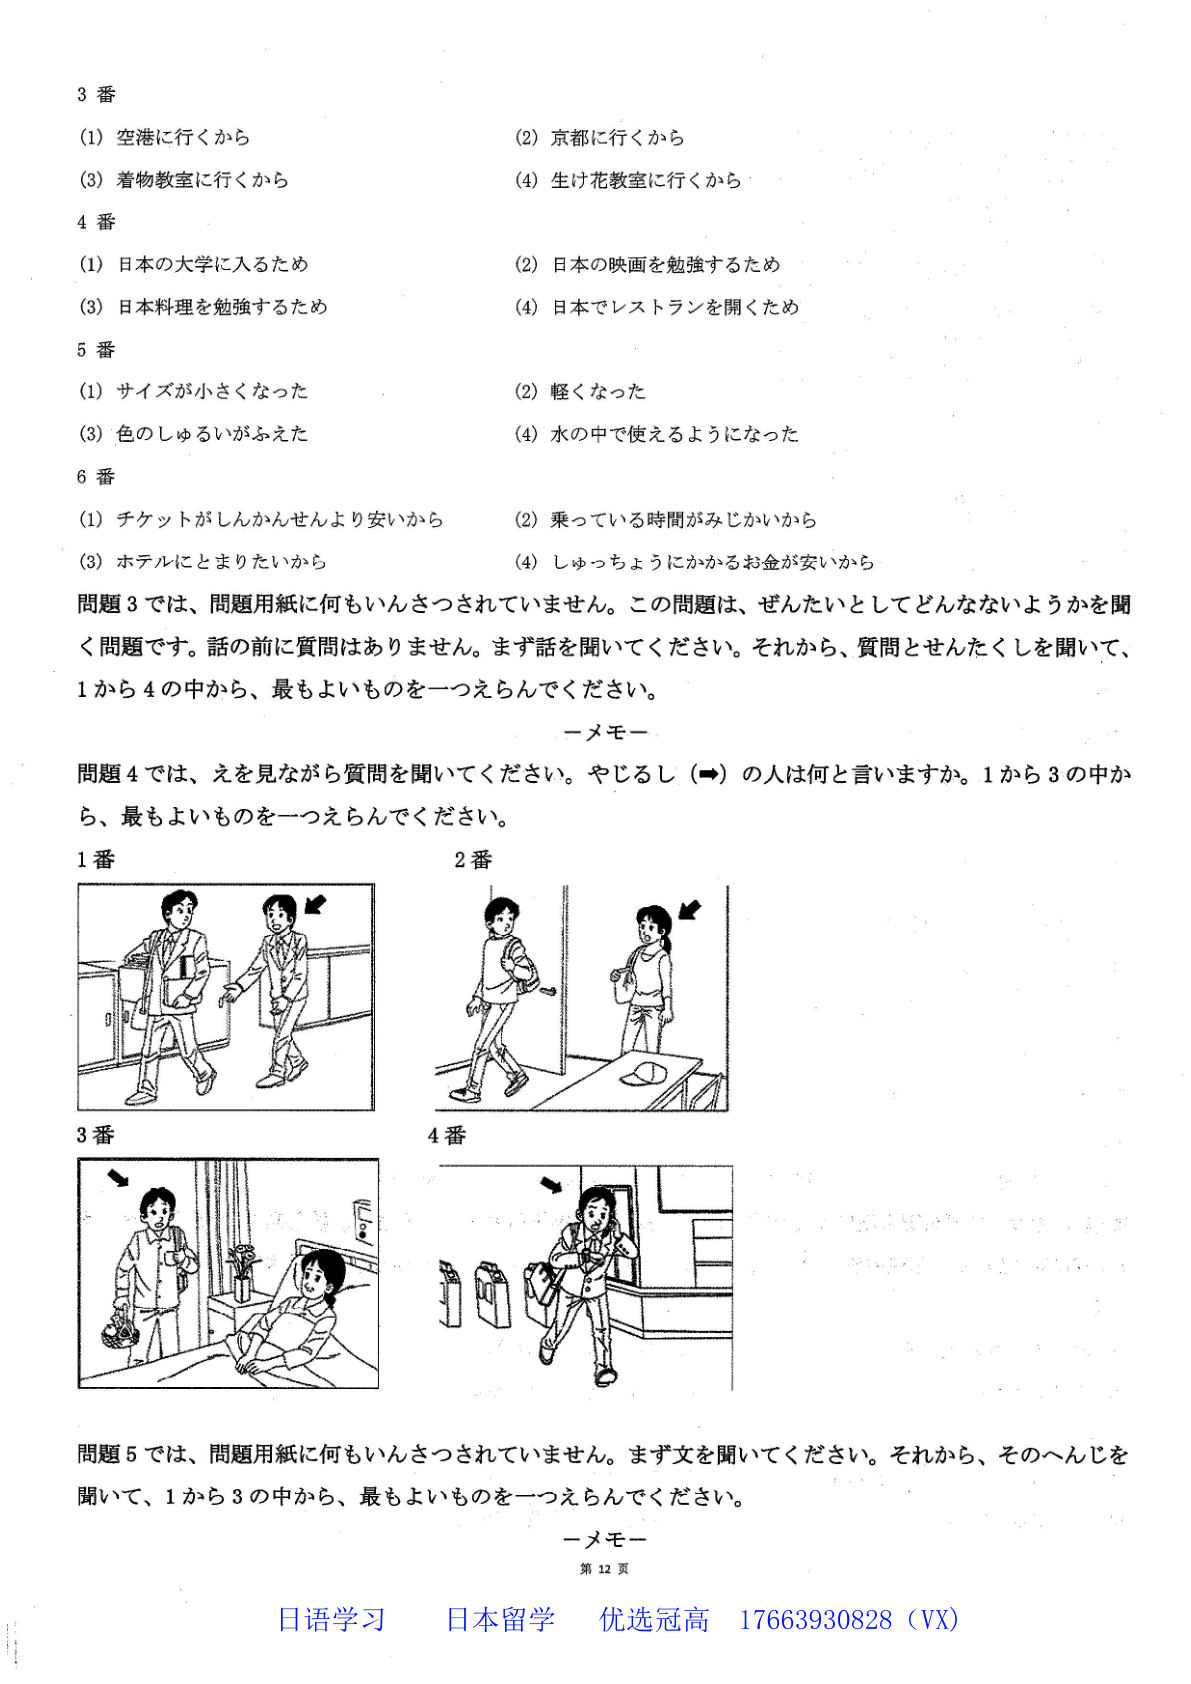 3 番
(1) 空港に行くから (2) 京都に行くから
(3) 着物教室に行くから (4) 生け花教室に行くから
4 番
(1) 日本の大学に入るため (2) 日本の映画を勉強するため
(3) 日本料理を勉強するため (4) 日本でレストランを開くため
5 番
(1) サイズが小さくなった (2) 軽くなった
(3) 色のしゅるいがふえた (4) 水の中で使えるようになった
6 番
(1) チケットがしんかんせんより安いから (2) 乗っている時間がみじかいから
(3) ホテルにとまりたいから (4) しゅっちょうにかかるお金が安いから
問題3では、問題用紙に何もいんさつされていません。この問題は、ぜんたいとしてどんなないようかを聞
く問題です。話の前に質問はありません。まず話を聞いてください。それから、質問とせんたくしを聞いて、
1から4の中から、最もよいものを一つえらんでください。
―メモ―
問題4では、えを見ながら質問を聞いてください。やじるし（➡）の人は何と言いますか。1から3の中か
ら、最もよいものを一つえらんでください。
1番 2番
3番 4番
問題5では、問題用紙に何もいんさつされていません。まず文を聞いてください。それから、そのへんじを
聞いて、1から3の中から、最もよいものを一つえらんでください。
―メモ―
第 12 页
日语学习 日本留学 优选冠高 17663930828（VX）